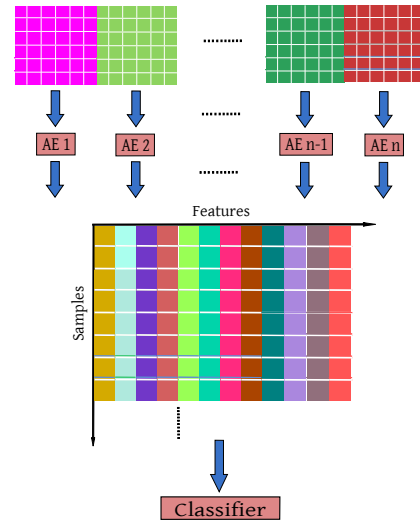 AE 1
AE 2
AE n-1
AE n
Features
Samples
Classifier